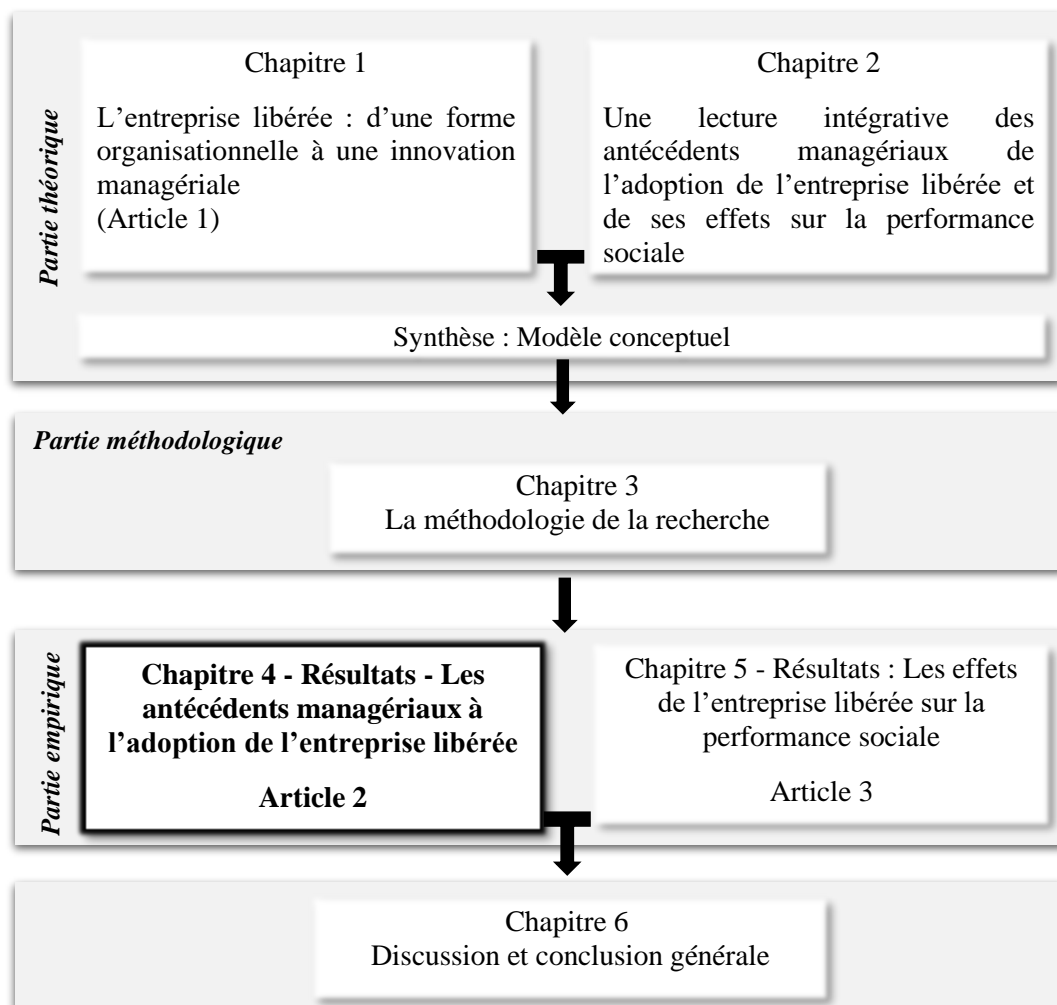 Partie théorique
Chapitre 1
L’entreprise libérée : d’une forme
organisationnelle à une innovation
managériale
(Article 1)
Chapitre 2
Une lecture intégrative des
antécédents managériaux de
l’adoption de l’entreprise libérée et
de ses effets sur la performance
sociale
Synthèse : Modèle conceptuel
Partie méthodologique
Chapitre 3
La méthodologie de la recherche
Partie empirique
Chapitre 4 - Résultats - Les
antécédents managériaux à
l’adoption de l’entreprise libérée
Article 2
Chapitre 5 - Résultats : Les effets
de l’entreprise libérée sur la
performance sociale
Article 3
Chapitre 6
Discussion et conclusion générale